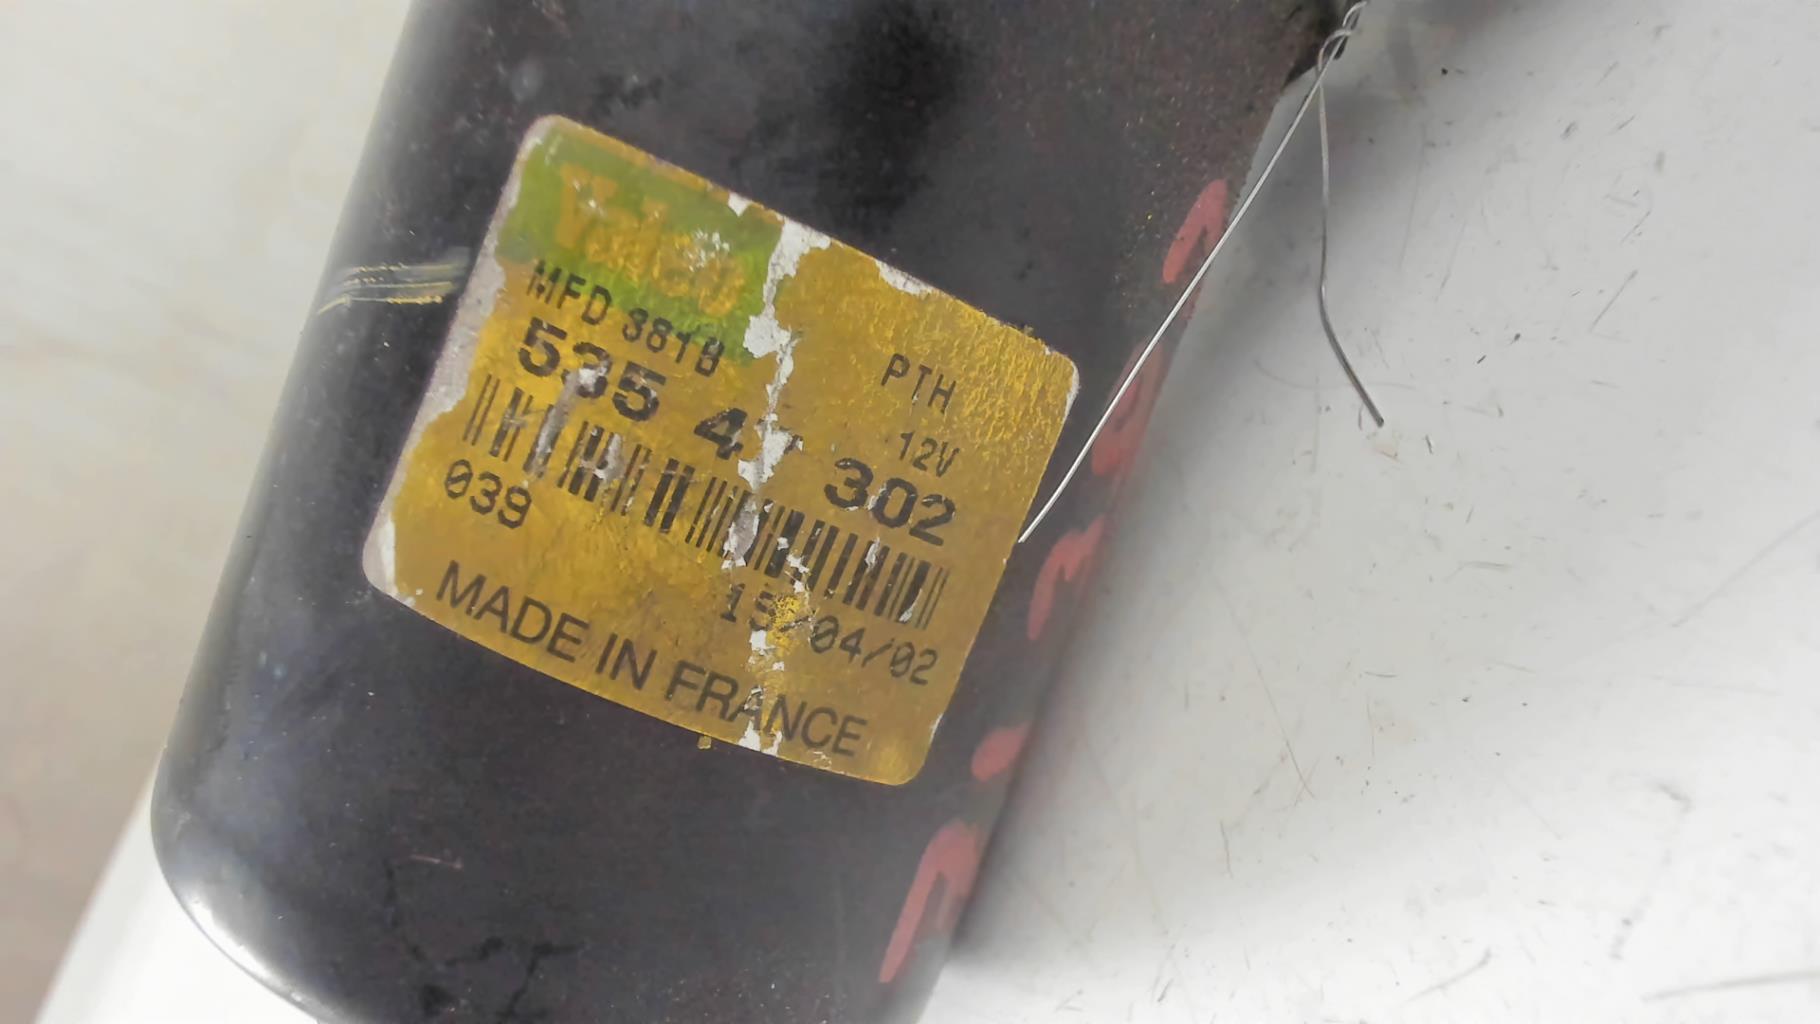 Valeo
MFD 381B
PTH
535 47 302
12V
039
15/04/02
MADE IN FRANCE